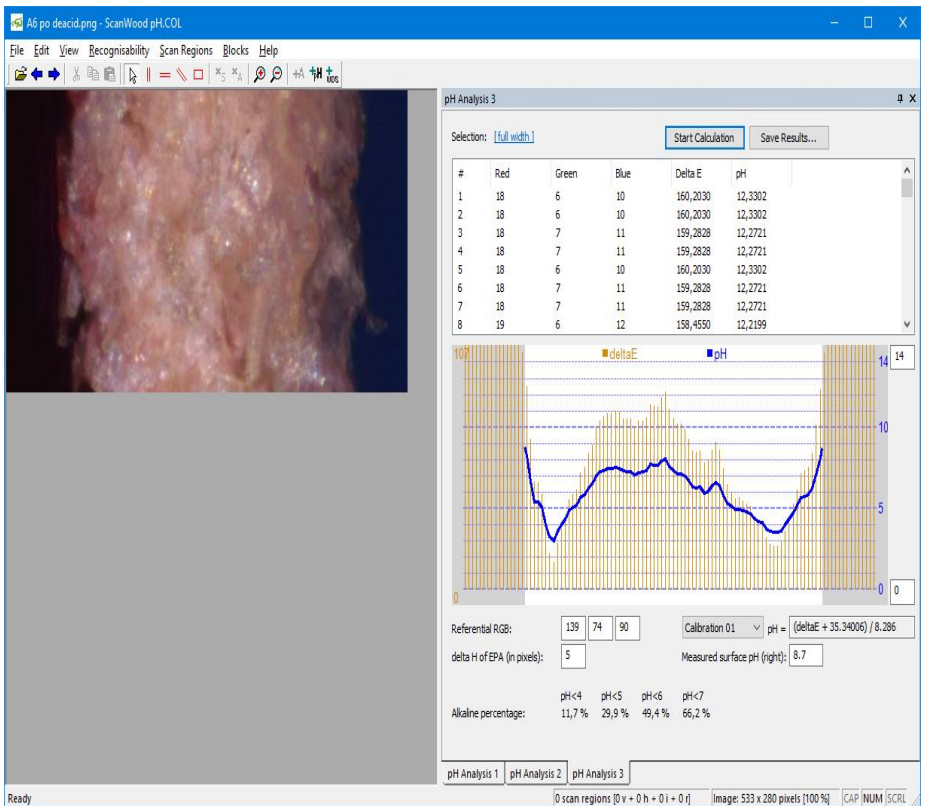 A6 po deacid.png - ScanWood pH.COL
File Edit View Recognisability Scan Regions Blocks Help
pH Analysis 3
Selection: [ full width ] Start Calculation Save Results...
# Red Green Blue Delta E pH
1 18 6 10 160,2030 12,3302
2 18 6 10 160,2030 12,3302
3 18 7 11 159,2828 12,2721
4 18 7 11 159,2828 12,2721
5 18 6 10 160,2030 12,3302
6 18 7 11 159,2828 12,2721
7 18 7 11 159,2828 12,2721
8 19 6 12 158,4550 12,2199
107 deltaE pH 14 14
10
5
0 0 0
Referential RGB: 139 74 90 Calibration 01 pH = (deltaE + 35.34006) / 8.286
delta H of EPA (in pixels): 5 Measured surface pH (right): 8.7
pH<4 pH<5 pH<6 pH<7
Alkaline percentage: 11,7 % 29,9 % 49,4 % 66,2 %
pH Analysis 1 pH Analysis 2 pH Analysis 3
Ready 0 scan regions [0 v + 0 h + 0 i + 0 r] Image: 533 x 280 pixels [100 %] CAP NUM SCRL